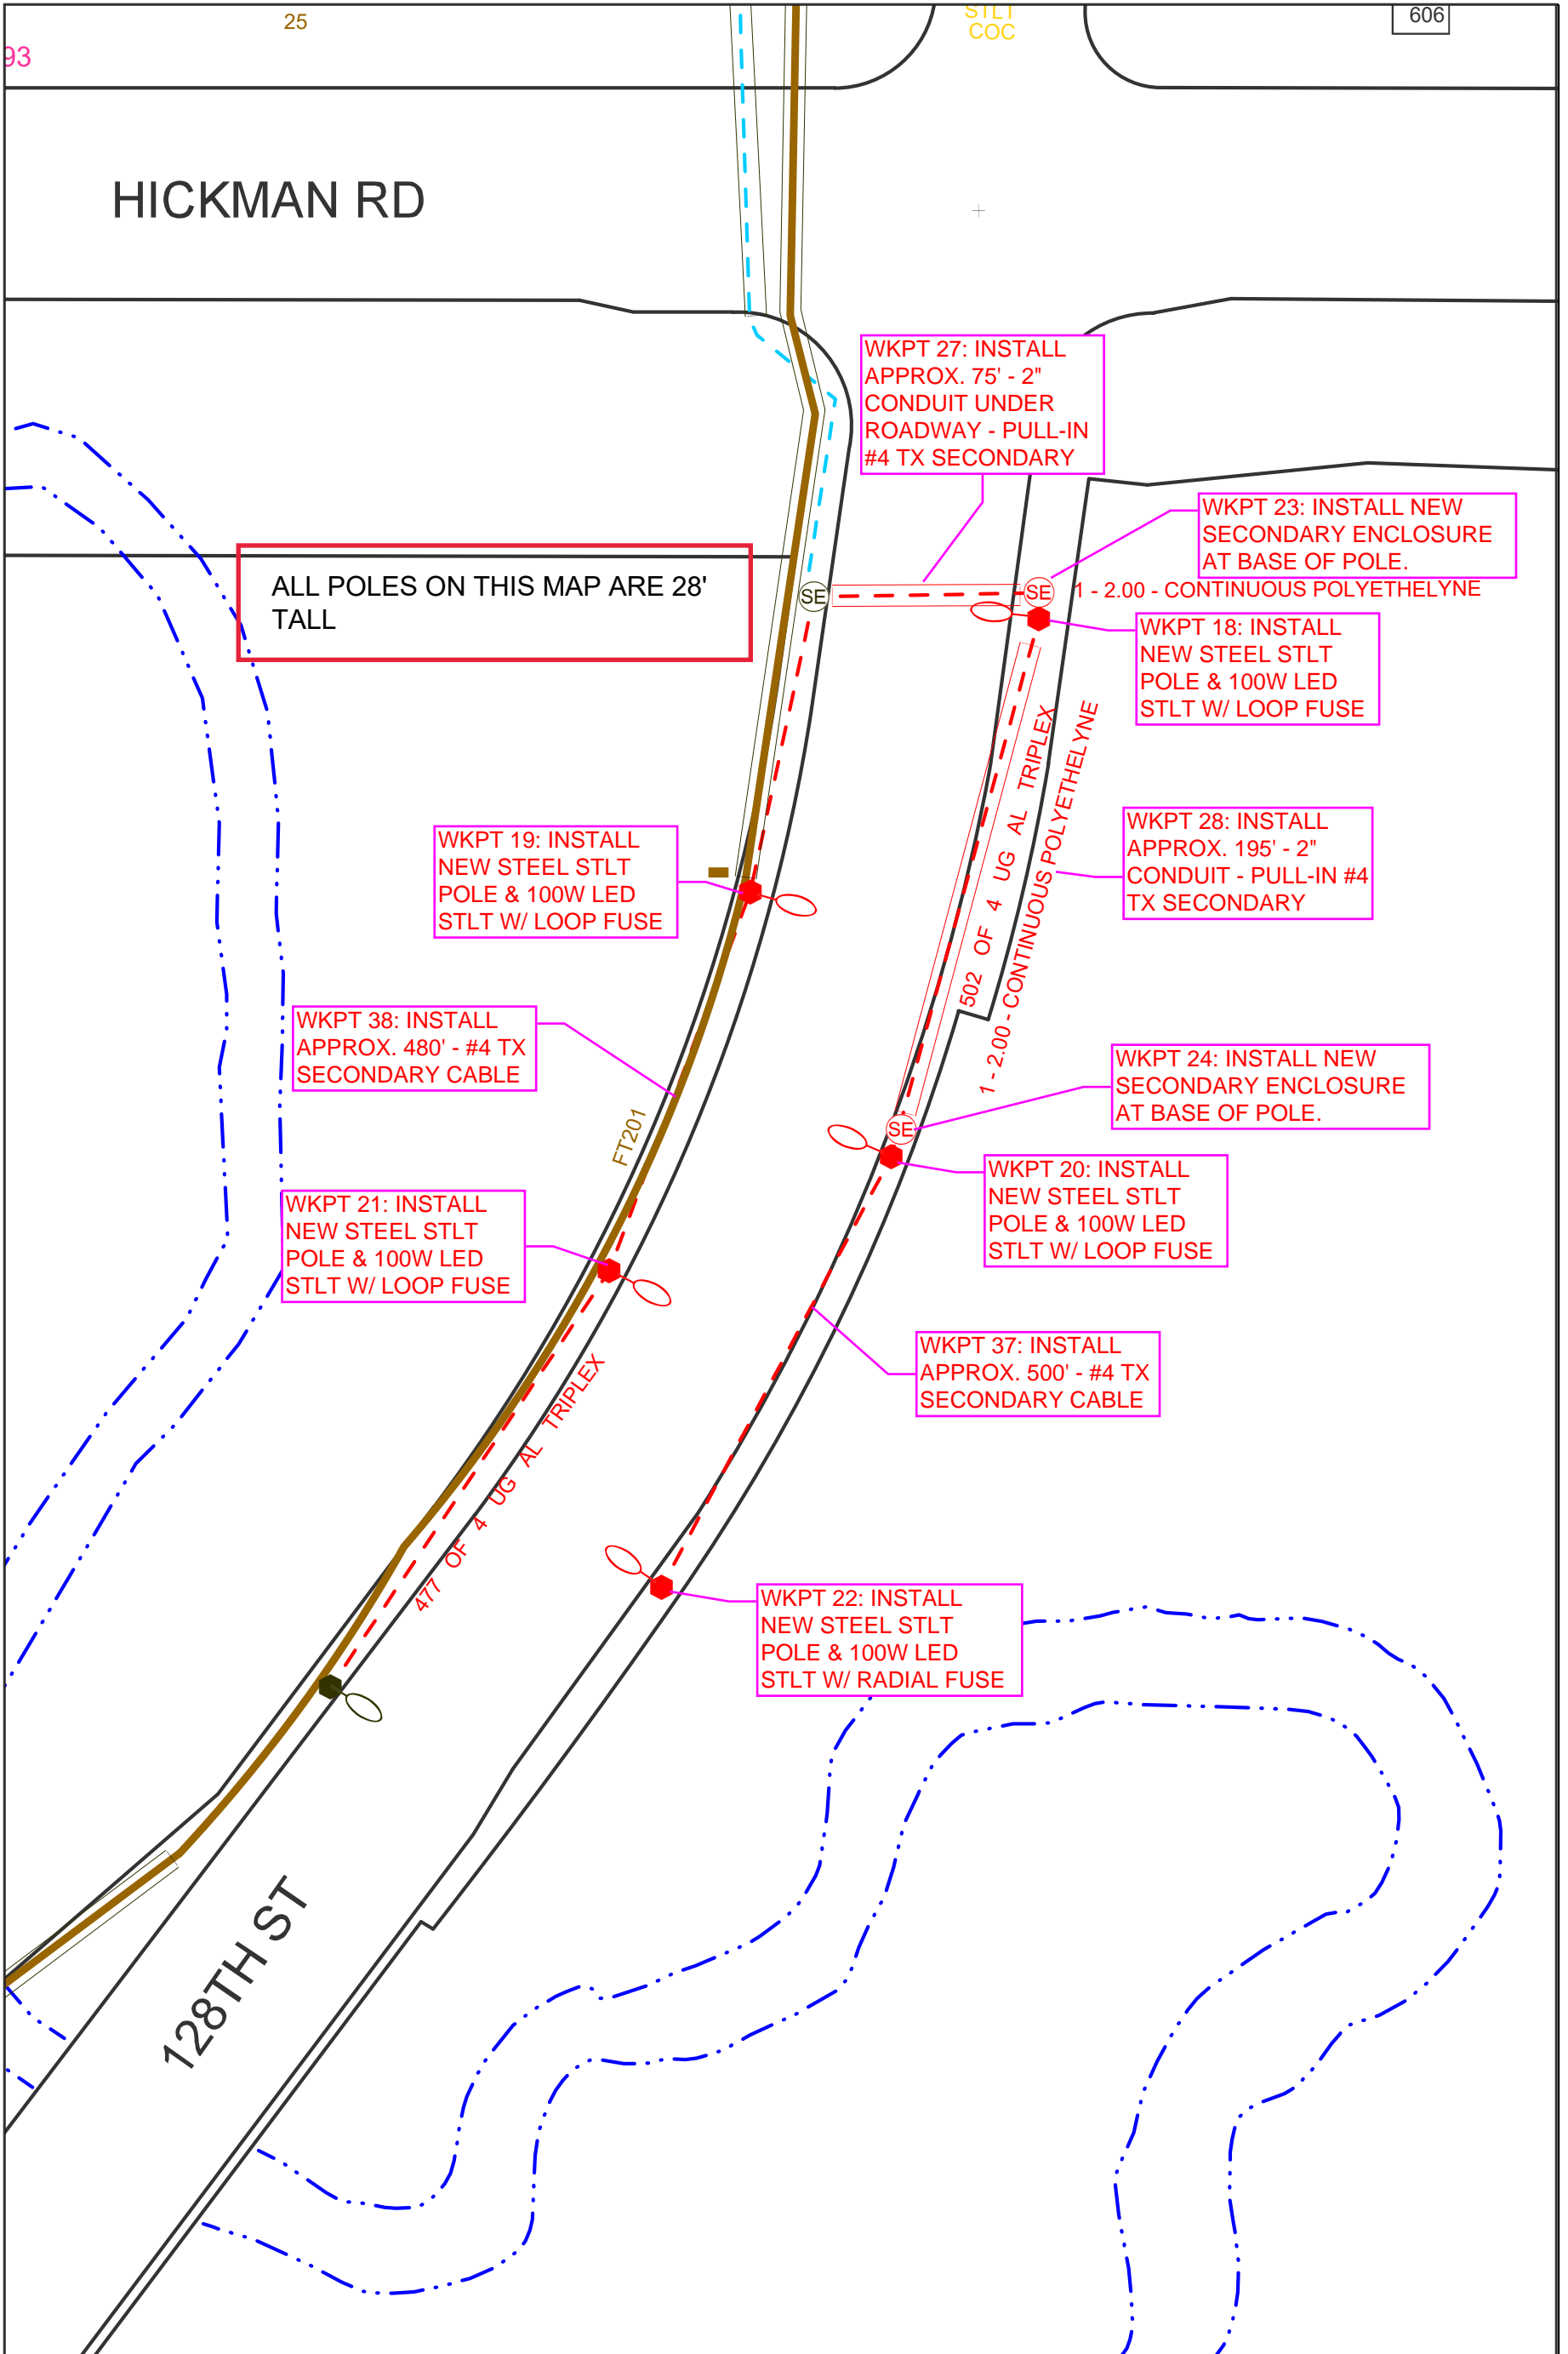 25
STLT
COC
606
93
HICKMAN RD
WKPT 27: INSTALL
APPROX. 75' - 2"
CONDUIT UNDER
ROADWAY - PULL-IN
#4 TX SECONDARY
WKPT 23: INSTALL NEW
SECONDARY ENCLOSURE
AT BASE OF POLE.
ALL POLES ON THIS MAP ARE 28'
TALL
SE
SE
1 - 2.00 - CONTINUOUS POLYETHELYNE
WKPT 18: INSTALL
NEW STEEL STLT
POLE & 100W LED
STLT W/ LOOP FUSE
502 OF 4 UG AL TRIPLEX
1 - 2.00 - CONTINUOUS POLYETHELYNE
WKPT 28: INSTALL
APPROX. 195' - 2"
CONDUIT - PULL-IN #4
TX SECONDARY
WKPT 19: INSTALL
NEW STEEL STLT
POLE & 100W LED
STLT W/ LOOP FUSE
WKPT 38: INSTALL
APPROX. 480' - #4 TX
SECONDARY CABLE
FT201
WKPT 24: INSTALL NEW
SECONDARY ENCLOSURE
AT BASE OF POLE.
SE
WKPT 20: INSTALL
NEW STEEL STLT
POLE & 100W LED
STLT W/ LOOP FUSE
WKPT 21: INSTALL
NEW STEEL STLT
POLE & 100W LED
STLT W/ LOOP FUSE
WKPT 37: INSTALL
APPROX. 500' - #4 TX
SECONDARY CABLE
477 OF 4 UG AL TRIPLEX
WKPT 22: INSTALL
NEW STEEL STLT
POLE & 100W LED
STLT W/ RADIAL FUSE
128TH ST